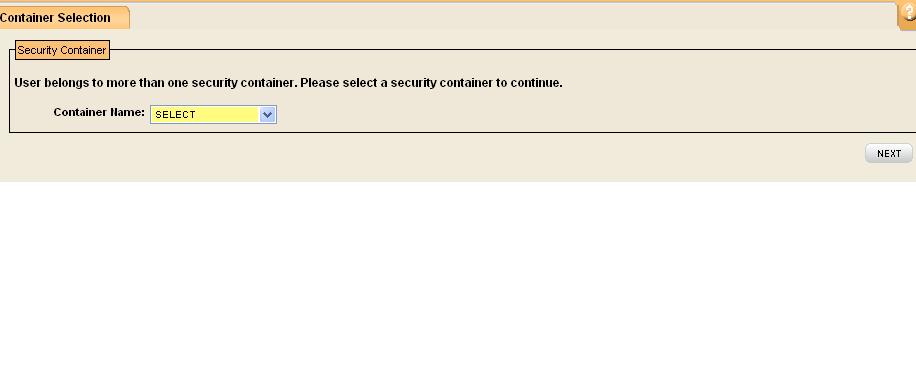 Container Selection
?
Security Container
User belongs to more than one security container. Please select a security container to continue.
Container Name: SELECT
NEXT